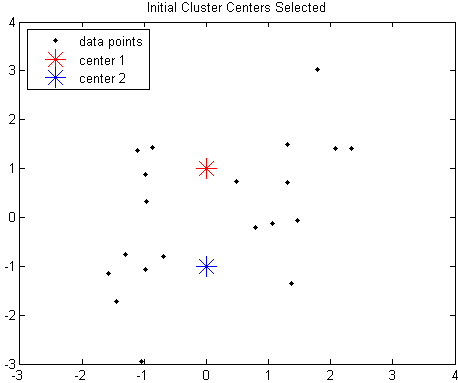 Initial Cluster Centers Selected
4
3
2
1
0
-1
-2
-3
data points
center 1
center 2
-3 -2 -1 0 1 2 3 4